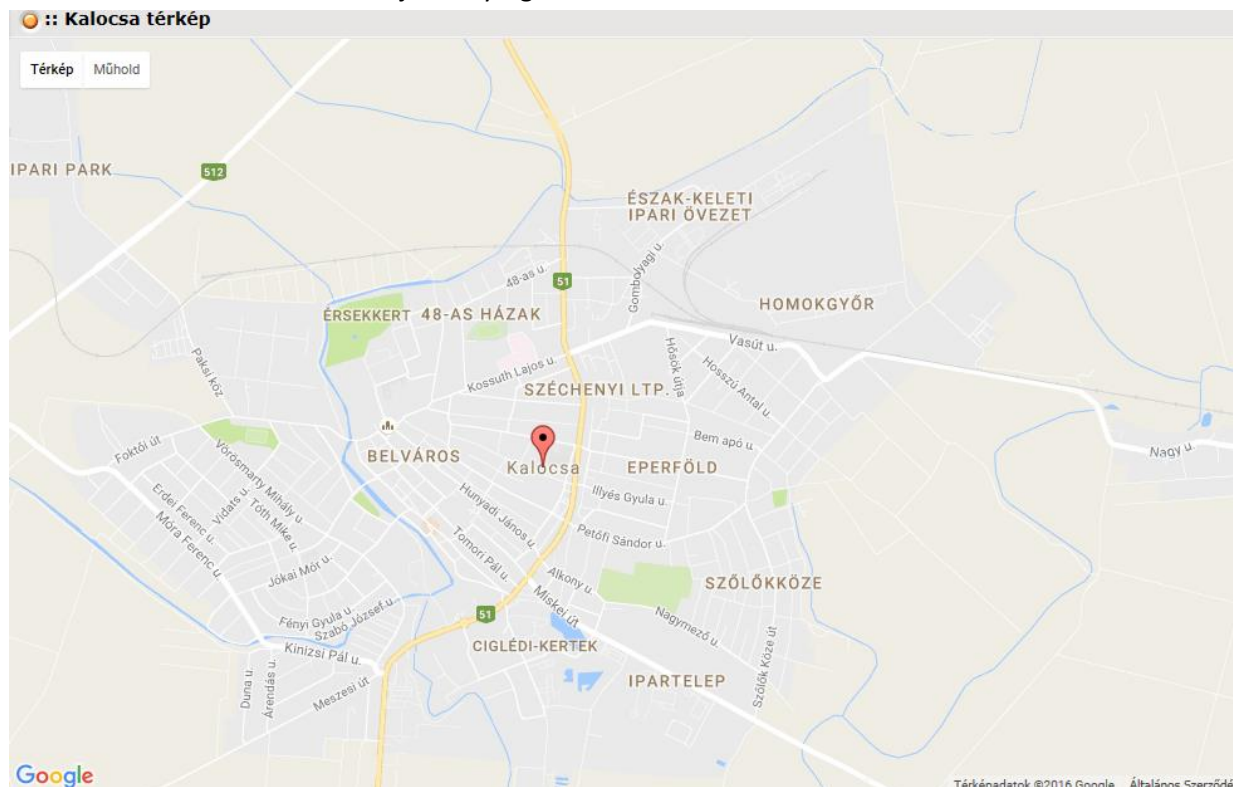 :: Kalocsa térkép
Térkép Műhold
IPARI PARK
512
ÉSZAK-KELETI
IPARI ÖVEZET
Gombolyagi u.
48-as u.
51
HOMOKGYŐR
ÉRSEKKERT
48-AS HÁZAK
Vasút u.
Paksi köz
Kossuth Lajos u.
Hősök útja
Hosszú Antal u.
SZÉCHENYI LTP.
Bem apó u.
Nagy u.
Foktői út
Vörösmarty Mihály u.
BELVÁROS
Kalocsa
EPERFÖLD
Erdei Ferenc u.
Vidats u.
Tóth Mike u.
Hunyadi János u.
Illyés Gyula u.
Móra Ferenc u.
Tomori Pál u.
Petőfi Sándor u.
Jókai Mór u.
Alkony u.
SZŐLŐKKÖZE
Miskei út
Fényi Gyula u.
Szabó József u.
51
Nagymező u.
Kinizsi Pál u.
CIGLÉDI-KERTEK
Szőlők Köze út
Duna u.
Árendás u.
Meszesi út
IPARTELEP
Google
Térképadatok ©2016 Google Általános Szerződé